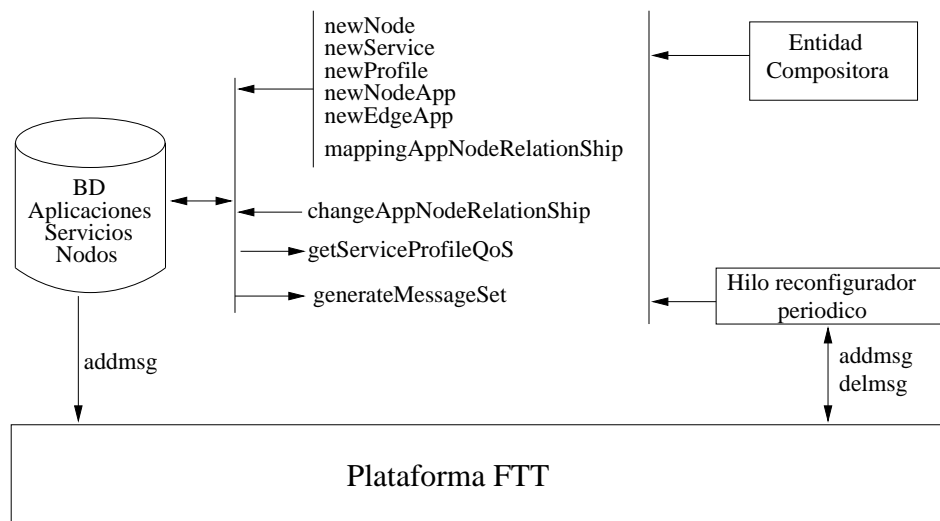 newNode
newService
newProfile
newNodeApp
newEdgeApp
mappingAppNodeRelationShip
Entidad
Compositora
BD
Aplicaciones
Servicios
Nodos
changeAppNodeRelationShip
getServiceProfileQoS
generateMessageSet
Hilo reconfigurador
periodico
addmsg
addmsg
delmsg
Plataforma FTT